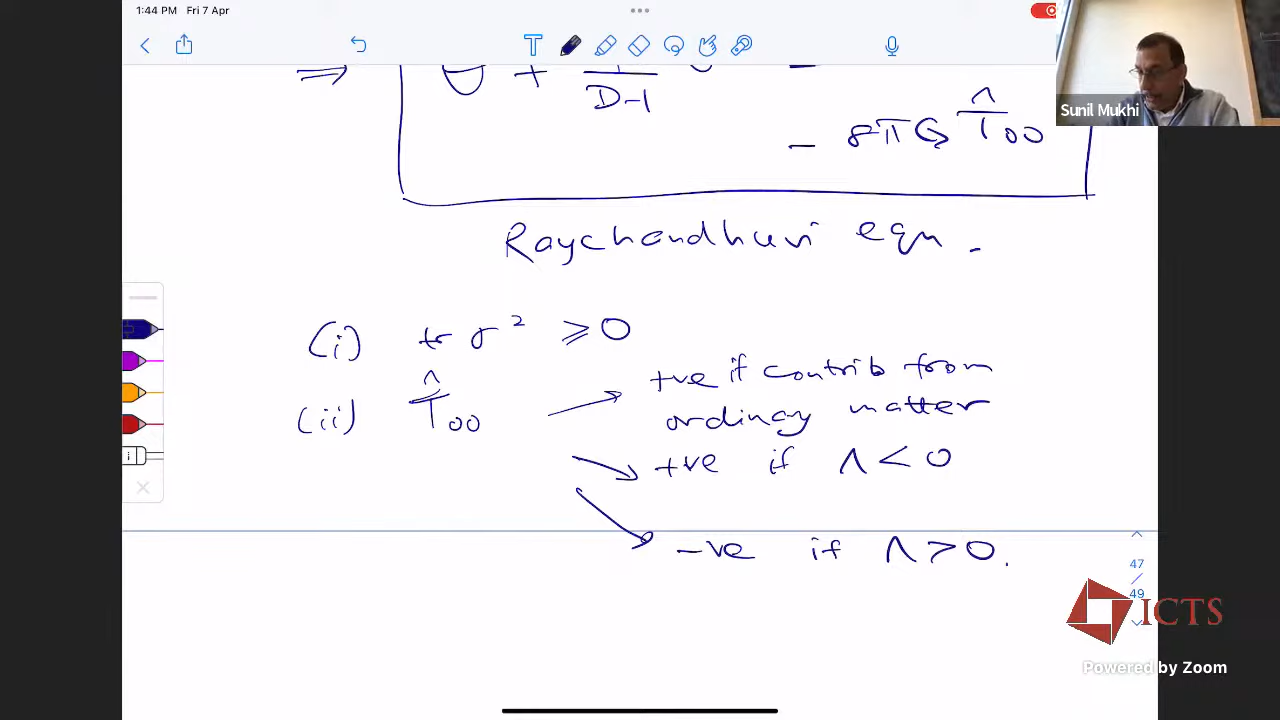 1:44 PM Fri 7 Apr
Sunil Mukhi
D-1
- 8πG T̂₀₀
Raychandhuri eqn.
(i) tr σ² ≥ 0
(ii) T̂₀₀ → +ve if contrib from
ordinary matter
+ve if Λ < 0
-ve if Λ > 0.
47
/
49
ICTS
Powered by Zoom